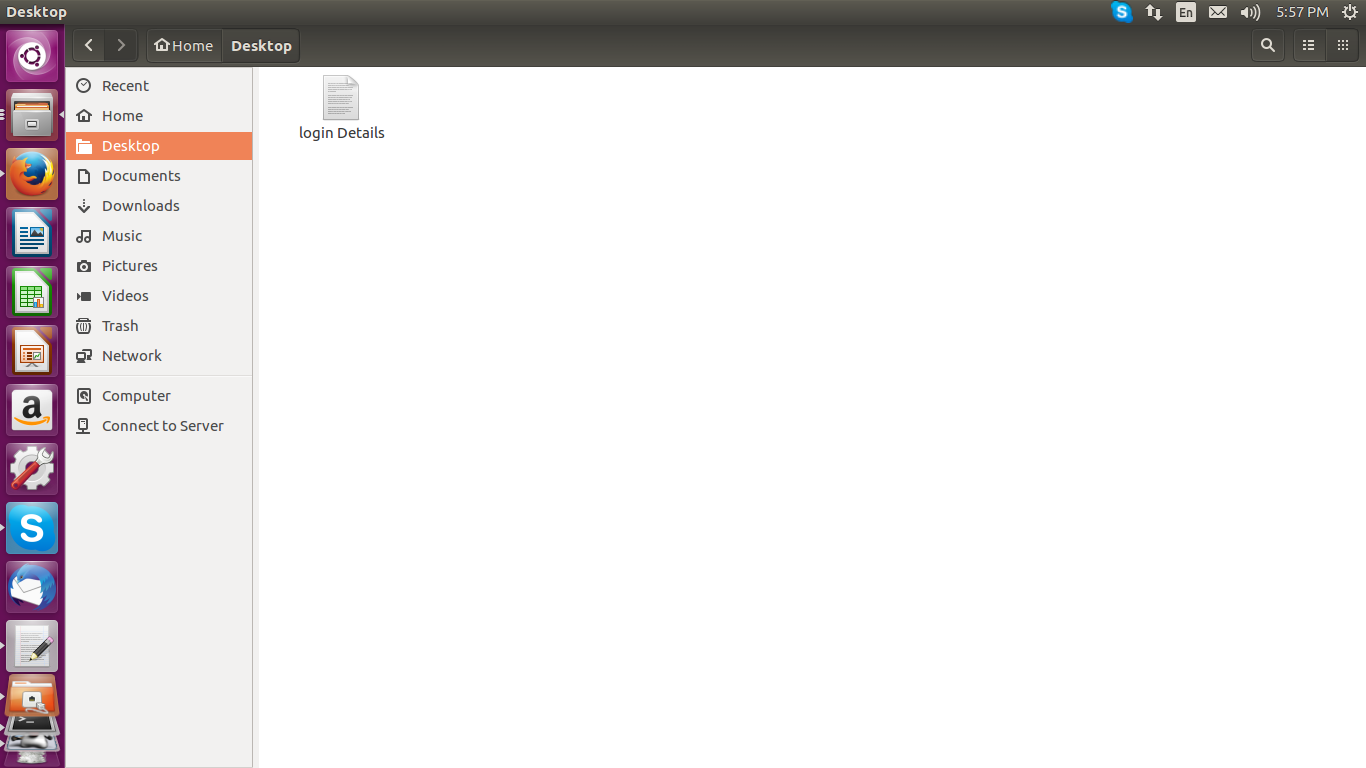 Desktop
En
5:57 PM
Home
Desktop
Recent
Home
Desktop
Documents
Downloads
Music
Pictures
Videos
Trash
Network
Computer
Connect to Server
login Details